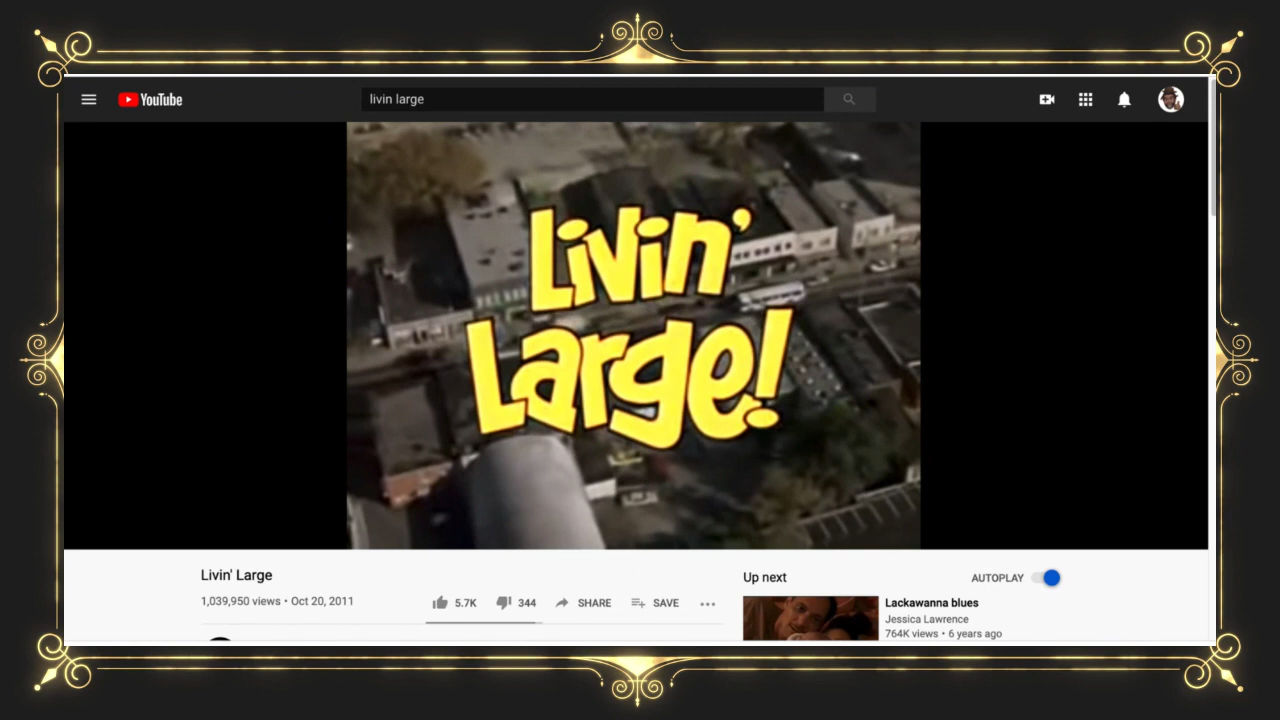 YouTube
livin large
Livin'
Large!
Livin' Large
1,039,950 views • Oct 20, 2011
5.7K
344
SHARE
SAVE
Up next
AUTOPLAY
Lackawanna blues
Jessica Lawrence
764K views • 6 years ago